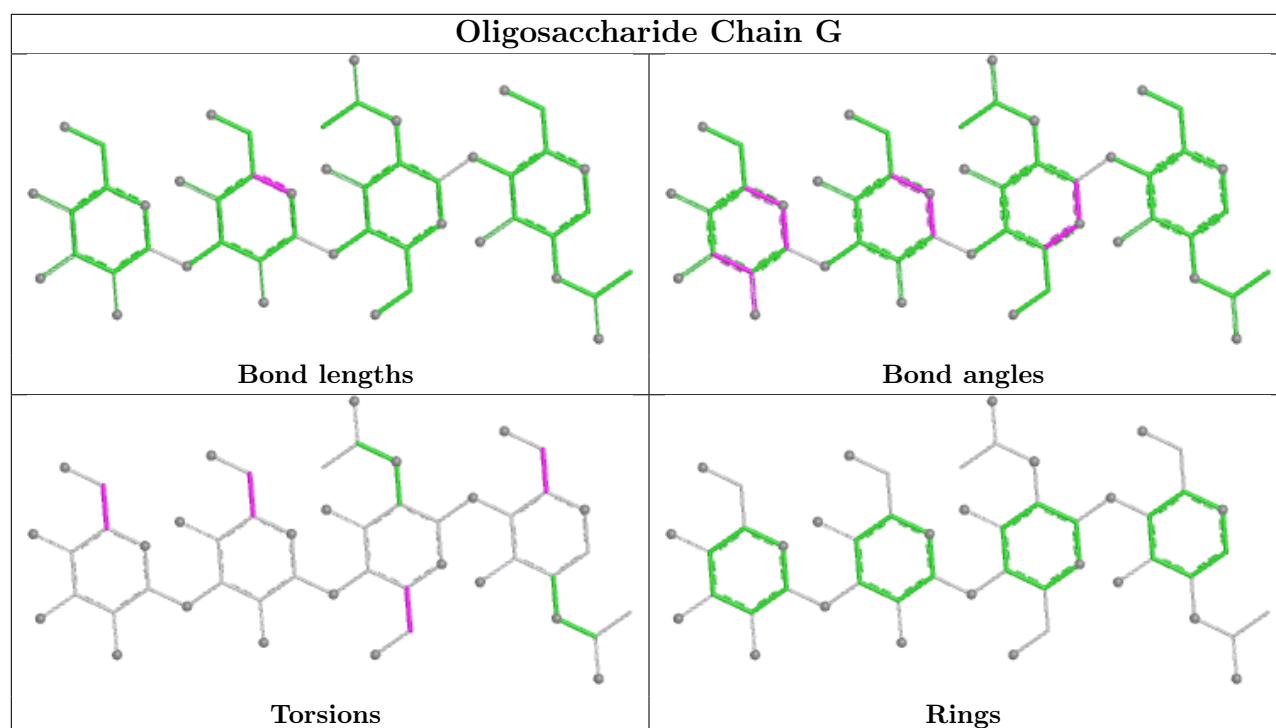 Oligosaccharide Chain G
Bond lengths
Bond angles
Torsions
Rings